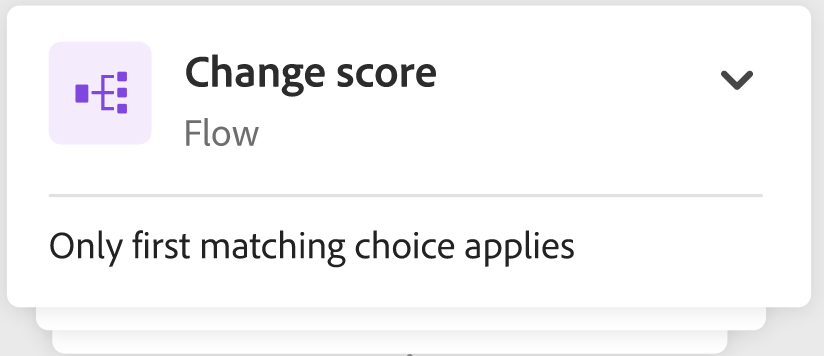 Change score
Flow
Only first matching choice applies